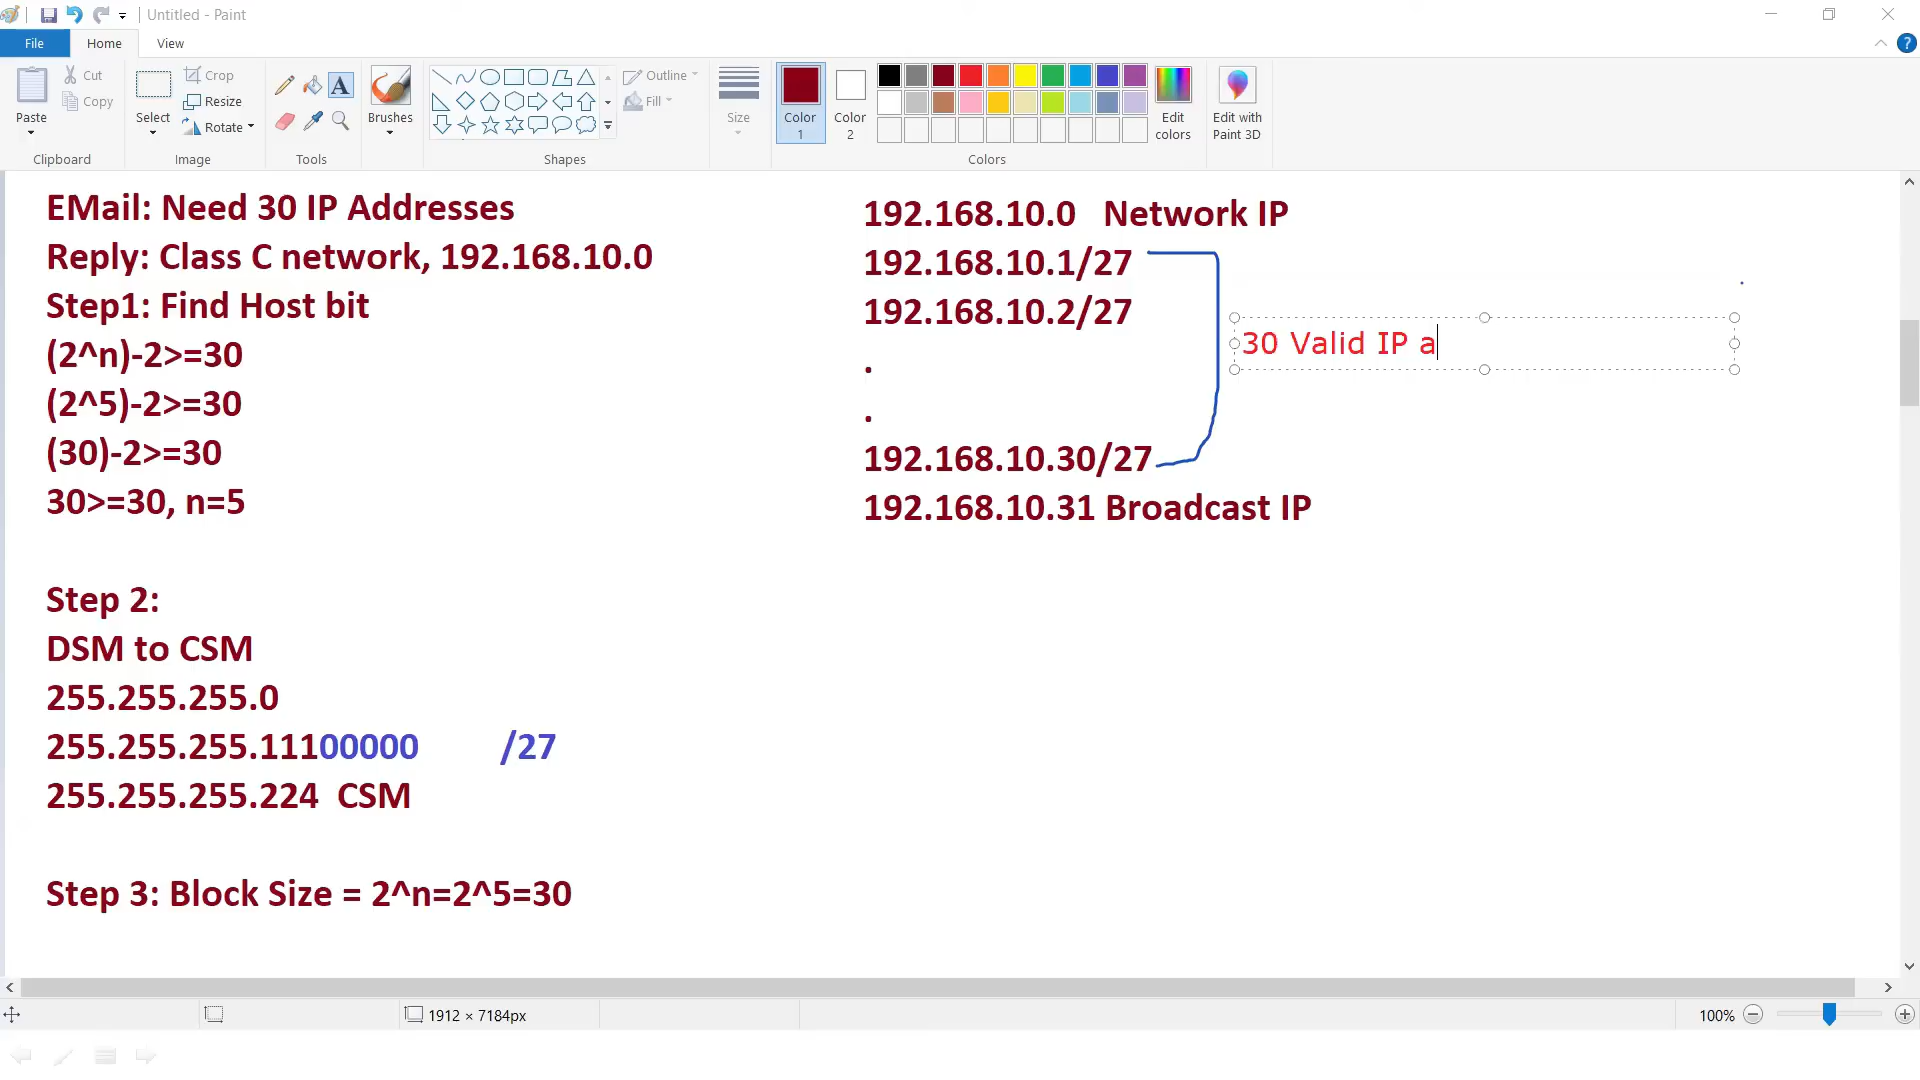 Untitled - Paint
File
Home
View
Cut
Copy
Paste
Clipboard
Select
Crop
Resize
Rotate
Image
A
Tools
Brushes
Outline
Fill
Shapes
Size
Color
1
Color
2
Edit
colors
Colors
Edit with
Paint 3D
?
EMail: Need 30 IP Addresses
Reply: Class C network, 192.168.10.0
Step1: Find Host bit
(2^n)-2>=30
(2^5)-2>=30
(30)-2>=30
30>=30, n=5
Step 2:
DSM to CSM
255.255.255.0
255.255.255.11100000 /27
255.255.255.224 CSM
Step 3: Block Size = 2^n=2^5=30
192.168.10.0 Network IP
192.168.10.1/27
192.168.10.2/27
.
.
192.168.10.30/27
192.168.10.31 Broadcast IP
30 Valid IP a
1912 × 7184px
100%